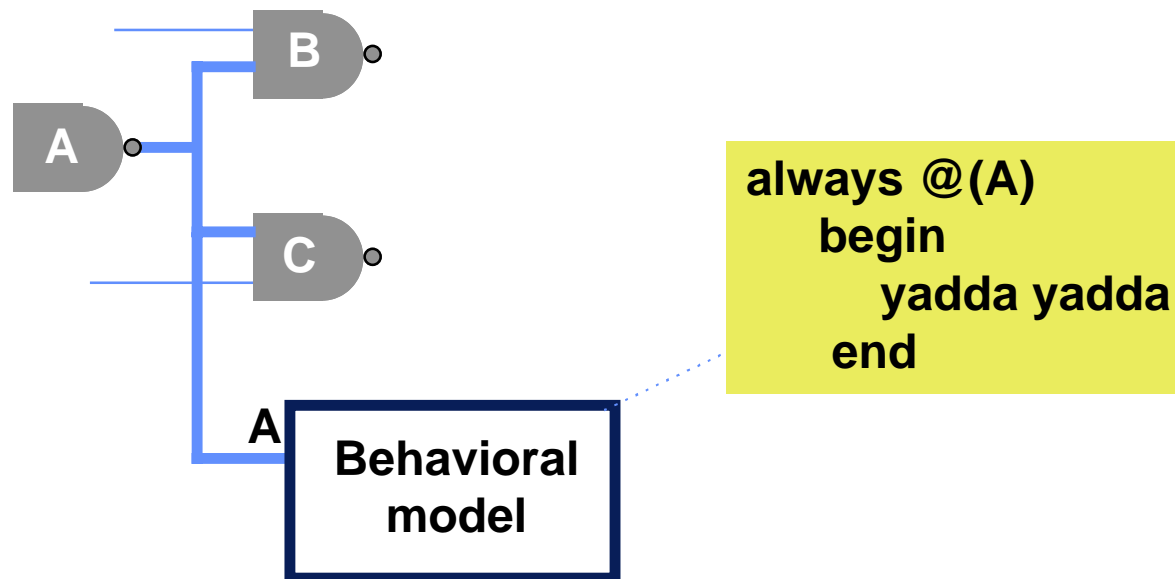 B
A
always @(A)
begin
yadda yadda
end
C
A
Behavioral
model